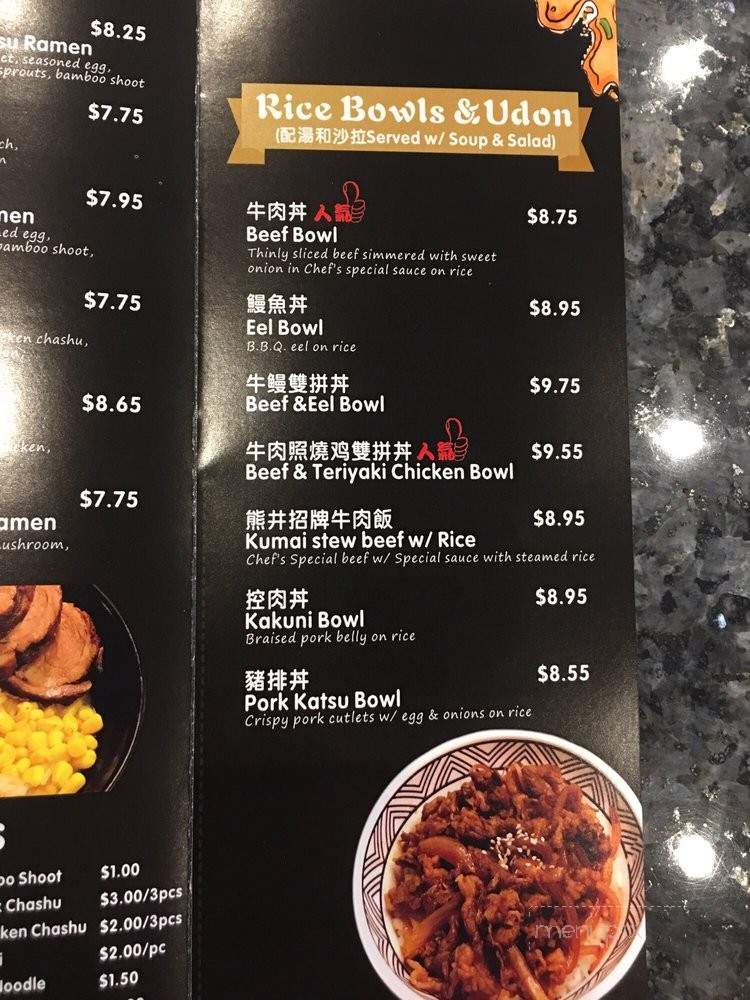 $8.25
su Ramen
et, seasoned egg,
sprouts, bamboo shoot
$7.75
ch,
n
$7.95
men
ed egg,
bamboo shoot,
$7.75
cken chashu,
$8.65
icken,
$7.75
amen
mushroom,
S
oo Shoot $1.00
k Chashu $3.00/3pcs
ken Chashu $2.00/3pcs
i $2.00/pc
Noodle $1.50
Rice Bowls & Udon
(配湯和沙拉Served w/ Soup & Salad)
牛肉丼 人氣 $8.75
Beef Bowl
Thinly sliced beef simmered with sweet
onion in Chef's special sauce on rice
鰻魚丼 $8.95
Eel Bowl
B.B.Q. eel on rice
牛鳗雙拼丼 $9.75
Beef &Eel Bowl
牛肉照燒鸡雙拼丼 人氣 $9.55
Beef & Teriyaki Chicken Bowl
熊井招牌牛肉飯 $8.95
Kumai stew beef w/ Rice
Chef's Special beef w/ Special sauce with steamed rice
控肉丼 $8.95
Kakuni Bowl
Braised pork belly on rice
豬排丼 $8.55
Pork Katsu Bowl
Crispy pork cutlets w/ egg & onions on rice